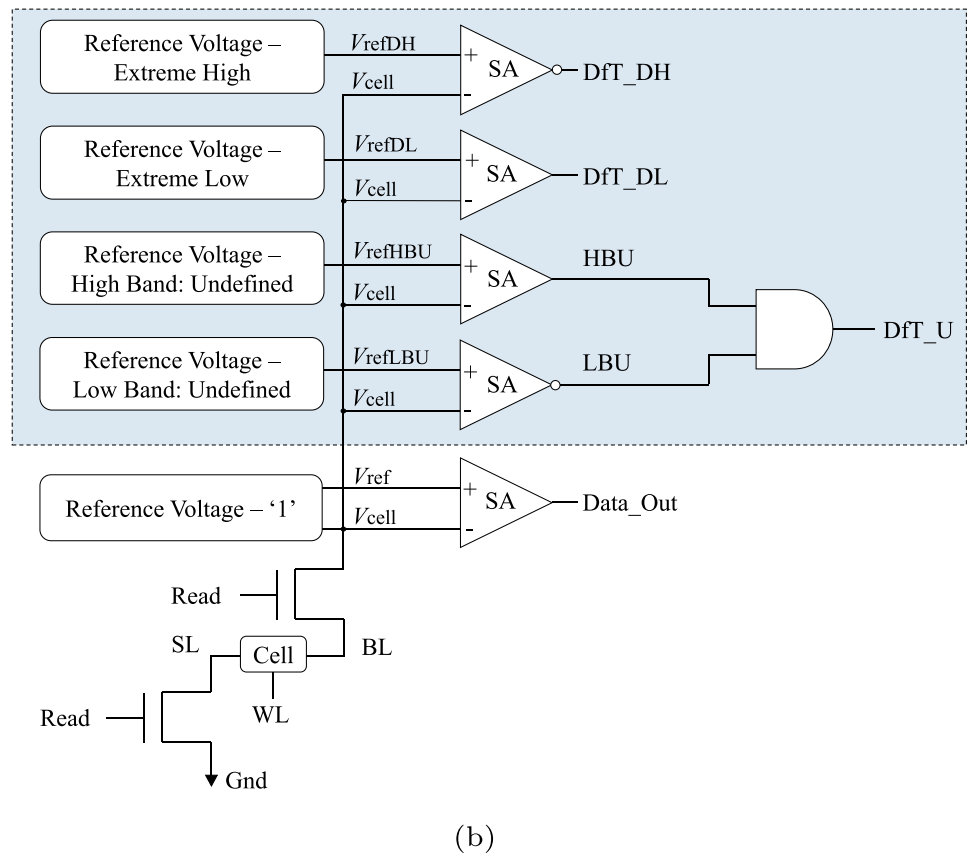 Reference Voltage –
Extreme High
VrefDH
Vcell
+
-
SA
DfT_DH
Reference Voltage –
Extreme Low
VrefDL
Vcell
+
-
SA
DfT_DL
Reference Voltage –
High Band: Undefined
VrefHBU
Vcell
+
-
SA
HBU
DfT_U
Reference Voltage –
Low Band: Undefined
VrefLBU
Vcell
+
-
SA
LBU
Reference Voltage – ‘1’
Vref
Vcell
+
-
SA
Data_Out
Read
SL
Cell
BL
WL
Read
Gnd
(b)